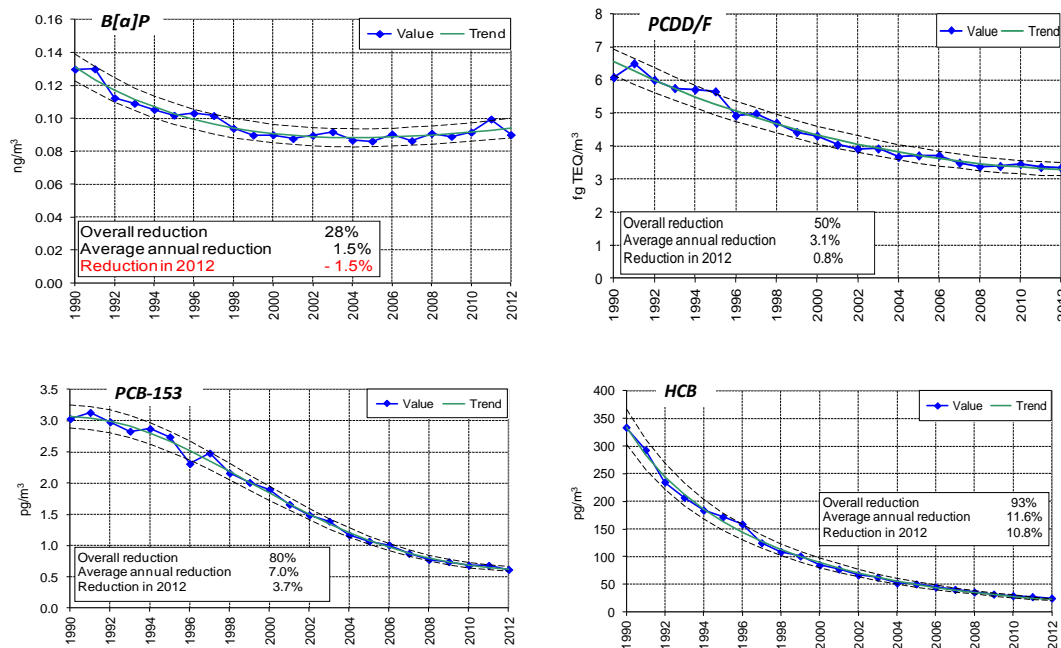 B[a]P
Value Trend
0.16
0.14
0.12
0.10
0.08
0.06
0.04
0.02
0.00
ng/m³
Overall reduction 28%
Average annual reduction 1.5%
Reduction in 2012 - 1.5%
1990 1992 1994 1996 1998 2000 2002 2004 2006 2008 2010 2012
PCDD/F
Value Trend
8
7
6
5
4
3
2
1
0
fg TEQ/m³
Overall reduction 50%
Average annual reduction 3.1%
Reduction in 2012 0.8%
1990 1992 1994 1996 1998 2000 2002 2004 2006 2008 2010
PCB-153
Value Trend
3.5
3.0
2.5
2.0
1.5
1.0
0.5
0.0
pg/m³
Overall reduction 80%
Average annual reduction 7.0%
Reduction in 2012 3.7%
1990 1992 1994 1996 1998 2000 2002 2004 2006 2008 2010 2012
HCB
Value Trend
400
350
300
250
200
150
100
50
0
pg/m³
Overall reduction 93%
Average annual reduction 11.6%
Reduction in 2012 10.8%
1990 1992 1994 1996 1998 2000 2002 2004 2006 2008 2010 2012